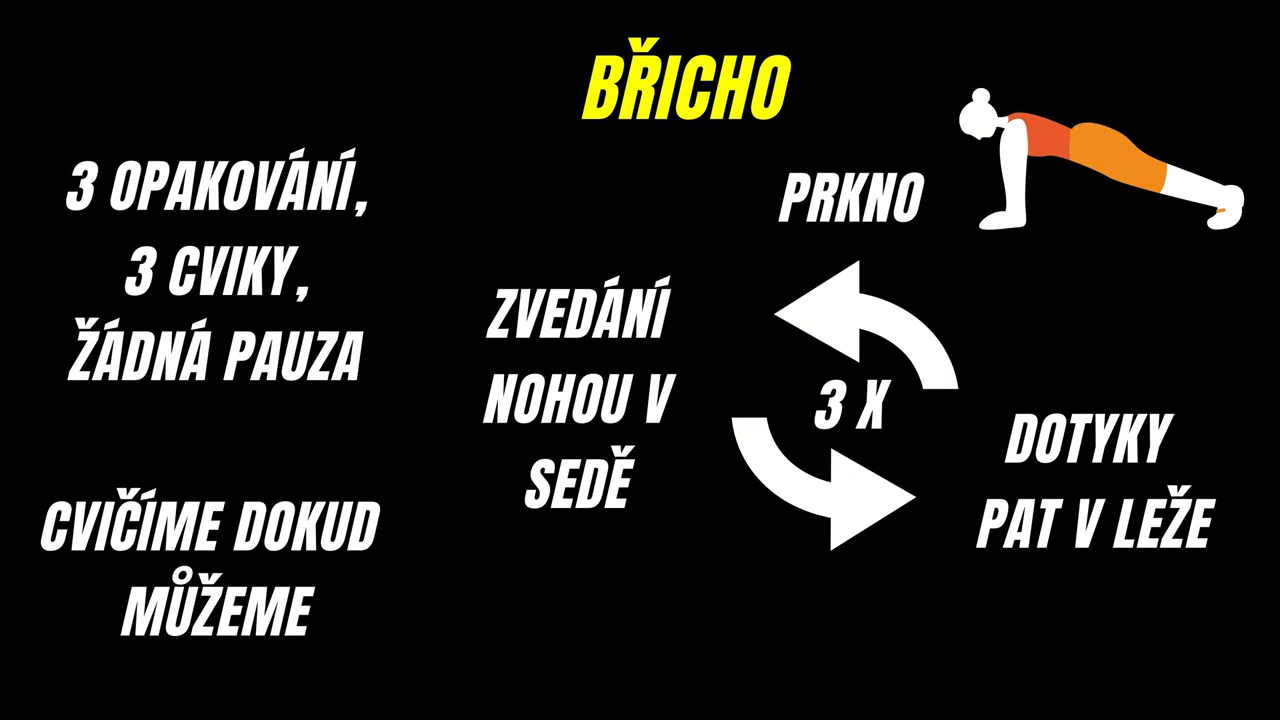 BŘICHO
3 OPAKOVÁNÍ,
3 CVIKY,
ŽÁDNÁ PAUZA
CVIČÍME DOKUD
MŮŽEME
PRKNO
ZVEDÁNÍ
NOHOU V
SEDĚ
3 X
DOTYKY
PAT V LEŽE